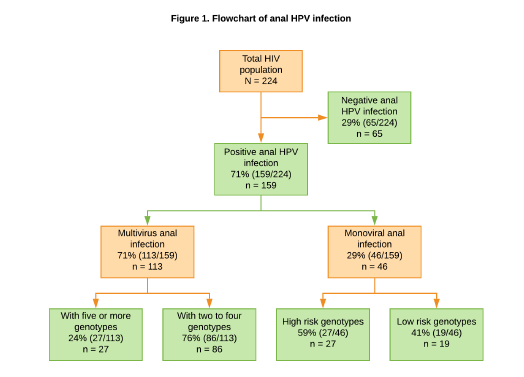 Figure 1. Flowchart of anal HPV infection
Total HIV
population
N = 224
Negative anal
HPV infection
29% (65/224)
n = 65
Positive anal HPV
infection
71% (159/224)
n = 159
Multivirus anal
infection
71% (113/159)
n = 113
Monoviral anal
infection
29% (46/159)
n = 46
With five or more
genotypes
24% (27/113)
n = 27
With two to four
genotypes
76% (86/113)
n = 86
High risk genotypes
59% (27/46)
n = 27
Low risk genotypes
41% (19/46)
n = 19